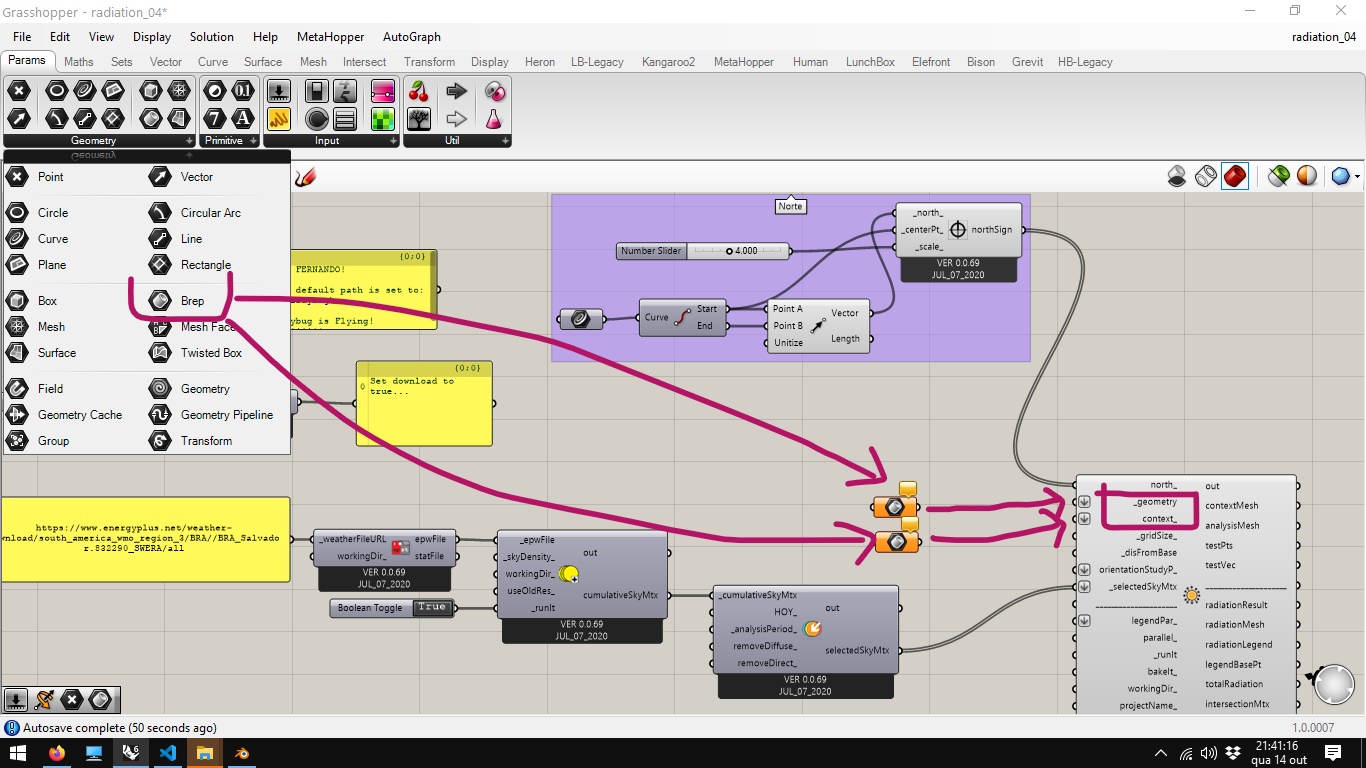 Grasshopper - radiation_04*
File Edit View Display Solution Help MetaHopper AutoGraph radiation_04
Params Maths Sets Vector Curve Surface Mesh Intersect Transform Display Heron LB-Legacy Kangaroo2 MetaHopper Human LunchBox Elefront Bison Grevit HB-Legacy
Geometry Primitive Input Util
Geometry
Point Vector
Circle Circular Arc
Curve Line
Plane Rectangle
Box Brep
Mesh Mesh Face
Surface Twisted Box
Field Geometry
Geometry Cache Geometry Pipeline
Group Transform
{0;0}
FERNANDO!
default path is set to:
ybug is Flying!
{0;0}
0 Set download to
true...
Norte
Number Slider 4.000
_north_
_centerPt_ northSign
_scale_
VER 0.0.69
JUL_07_2020
Curve Start
End
Point A
Point B Vector
Unitize Length
https://www.energyplus.net/weather-
wnload/south_america_wmo_region_3/BRA//BRA_Salvado
r.832290_SWERA/all
_weatherFileURL epwFile
workingDir_ statFile
VER 0.0.69
JUL_07_2020
Boolean Toggle True
_epwFile
_skyDensity_ out
workingDir_
useOldRes_ cumulativeSkyMtx
_runIt
VER 0.0.69
JUL_07_2020
_cumulativeSkyMtx
HOY_ out
_analysisPeriod_
removeDiffuse_ selectedSkyMtx
removeDirect_
VER 0.0.69
JUL_07_2020
north_ out
_geometry contextMesh
context_ analysisMesh
_gridSize_ testPts
_disFromBase testVec
orientationStudyP_
_selectedSkyMtx ____________________
____________________ radiationResult
legendPar_ radiationMesh
parallel_ radiationLegend
_runIt legendBasePt
bakeIt_ totalRadiation
workingDir_ intersectionMtx
projectName_
Autosave complete (50 seconds ago) 1.0.0007
21:41:16
qua 14 out